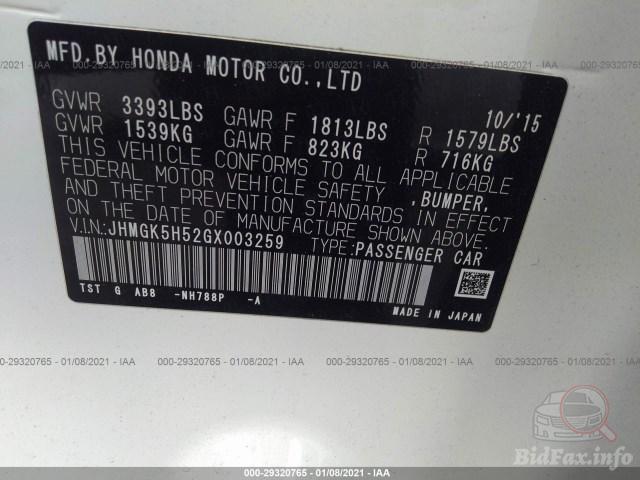 MFD.BY HONDA MOTOR CO.,LTD
10/'15
GVWR 3393LBS GAWR F 1813LBS R 1579LBS
GVWR 1539KG GAWR F 823KG R 716KG
THIS VEHICLE CONFORMS TO ALL APPLICABLE
FEDERAL MOTOR VEHICLE SAFETY ,BUMPER,
AND THEFT PREVENTION STANDARDS IN EFFECT
ON THE DATE OF MANUFACTURE SHOWN ABOVE.
V.I.N.:JHMGK5H52GX003259 TYPE:PASSENGER CAR
TST G AB8 -NH788P -A
MADE IN JAPAN
000-29320765 - 01/08/2021 - IAA
BidFax.info